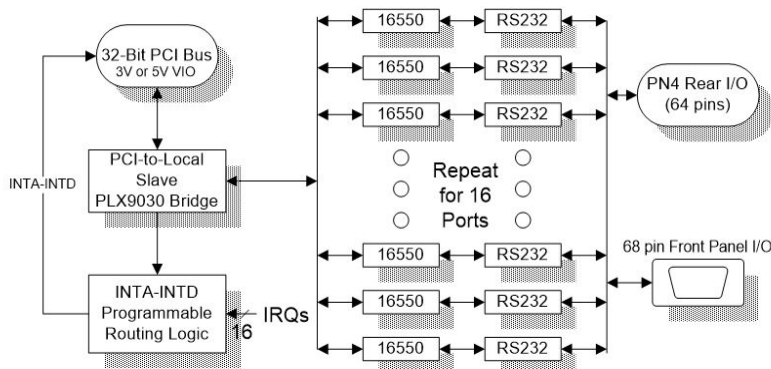 32-Bit PCI Bus
3V or 5V VIO
INTA-INTD
PCI-to-Local
Slave
PLX9030 Bridge
INTA-INTD
Programmable
Routing Logic
16
IRQs
16550 RS232
16550 RS232
16550 RS232
Repeat
for 16
Ports
16550 RS232
16550 RS232
16550 RS232
PN4 Rear I/O
(64 pins)
68 pin Front Panel I/O